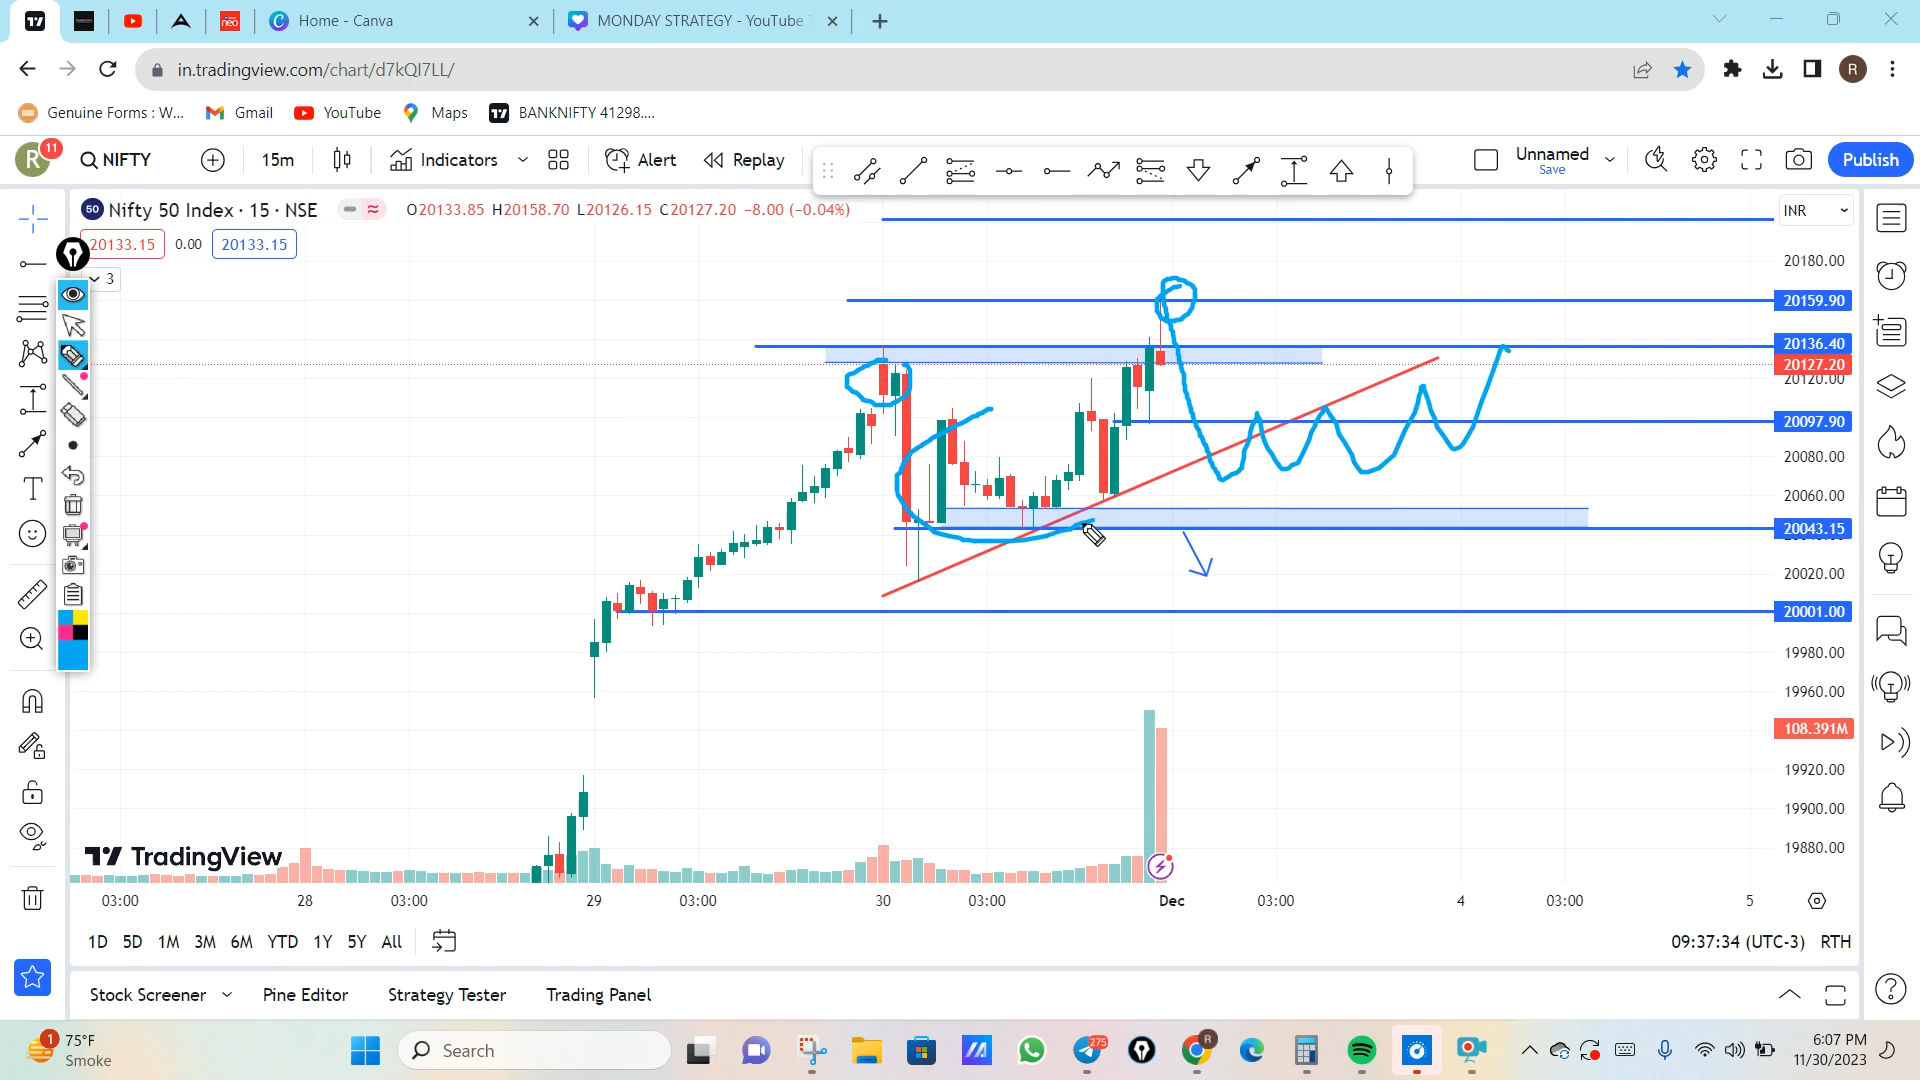 neo
Home - Canva
MONDAY STRATEGY - YouTube
in.tradingview.com/chart/d7kQI7LL/
R
Genuine Forms : W...
Gmail
YouTube
Maps
BANKNIFTY 41298....
R
11
NIFTY
15m
Indicators
Alert
Replay
Unnamed
Save
Publish
50
Nifty 50 Index · 15 · NSE
O20133.85 H20158.70 L20126.15 C20127.20 −8.00 (−0.04%)
INR
20133.15
0.00
20133.15
3
20180.00
20159.90
20136.40
20127.20
20120.00
20097.90
20080.00
20060.00
20043.15
20020.00
20001.00
19980.00
19960.00
108.391M
19920.00
19900.00
19880.00
TradingView
03:00
28
03:00
29
03:00
30
03:00
Dec
03:00
4
03:00
5
1D
5D
1M
3M
6M
YTD
1Y
5Y
All
09:37:34 (UTC-3)
RTH
Stock Screener
Pine Editor
Strategy Tester
Trading Panel
1
75°F
Smoke
Search
275
R
6:07 PM
11/30/2023